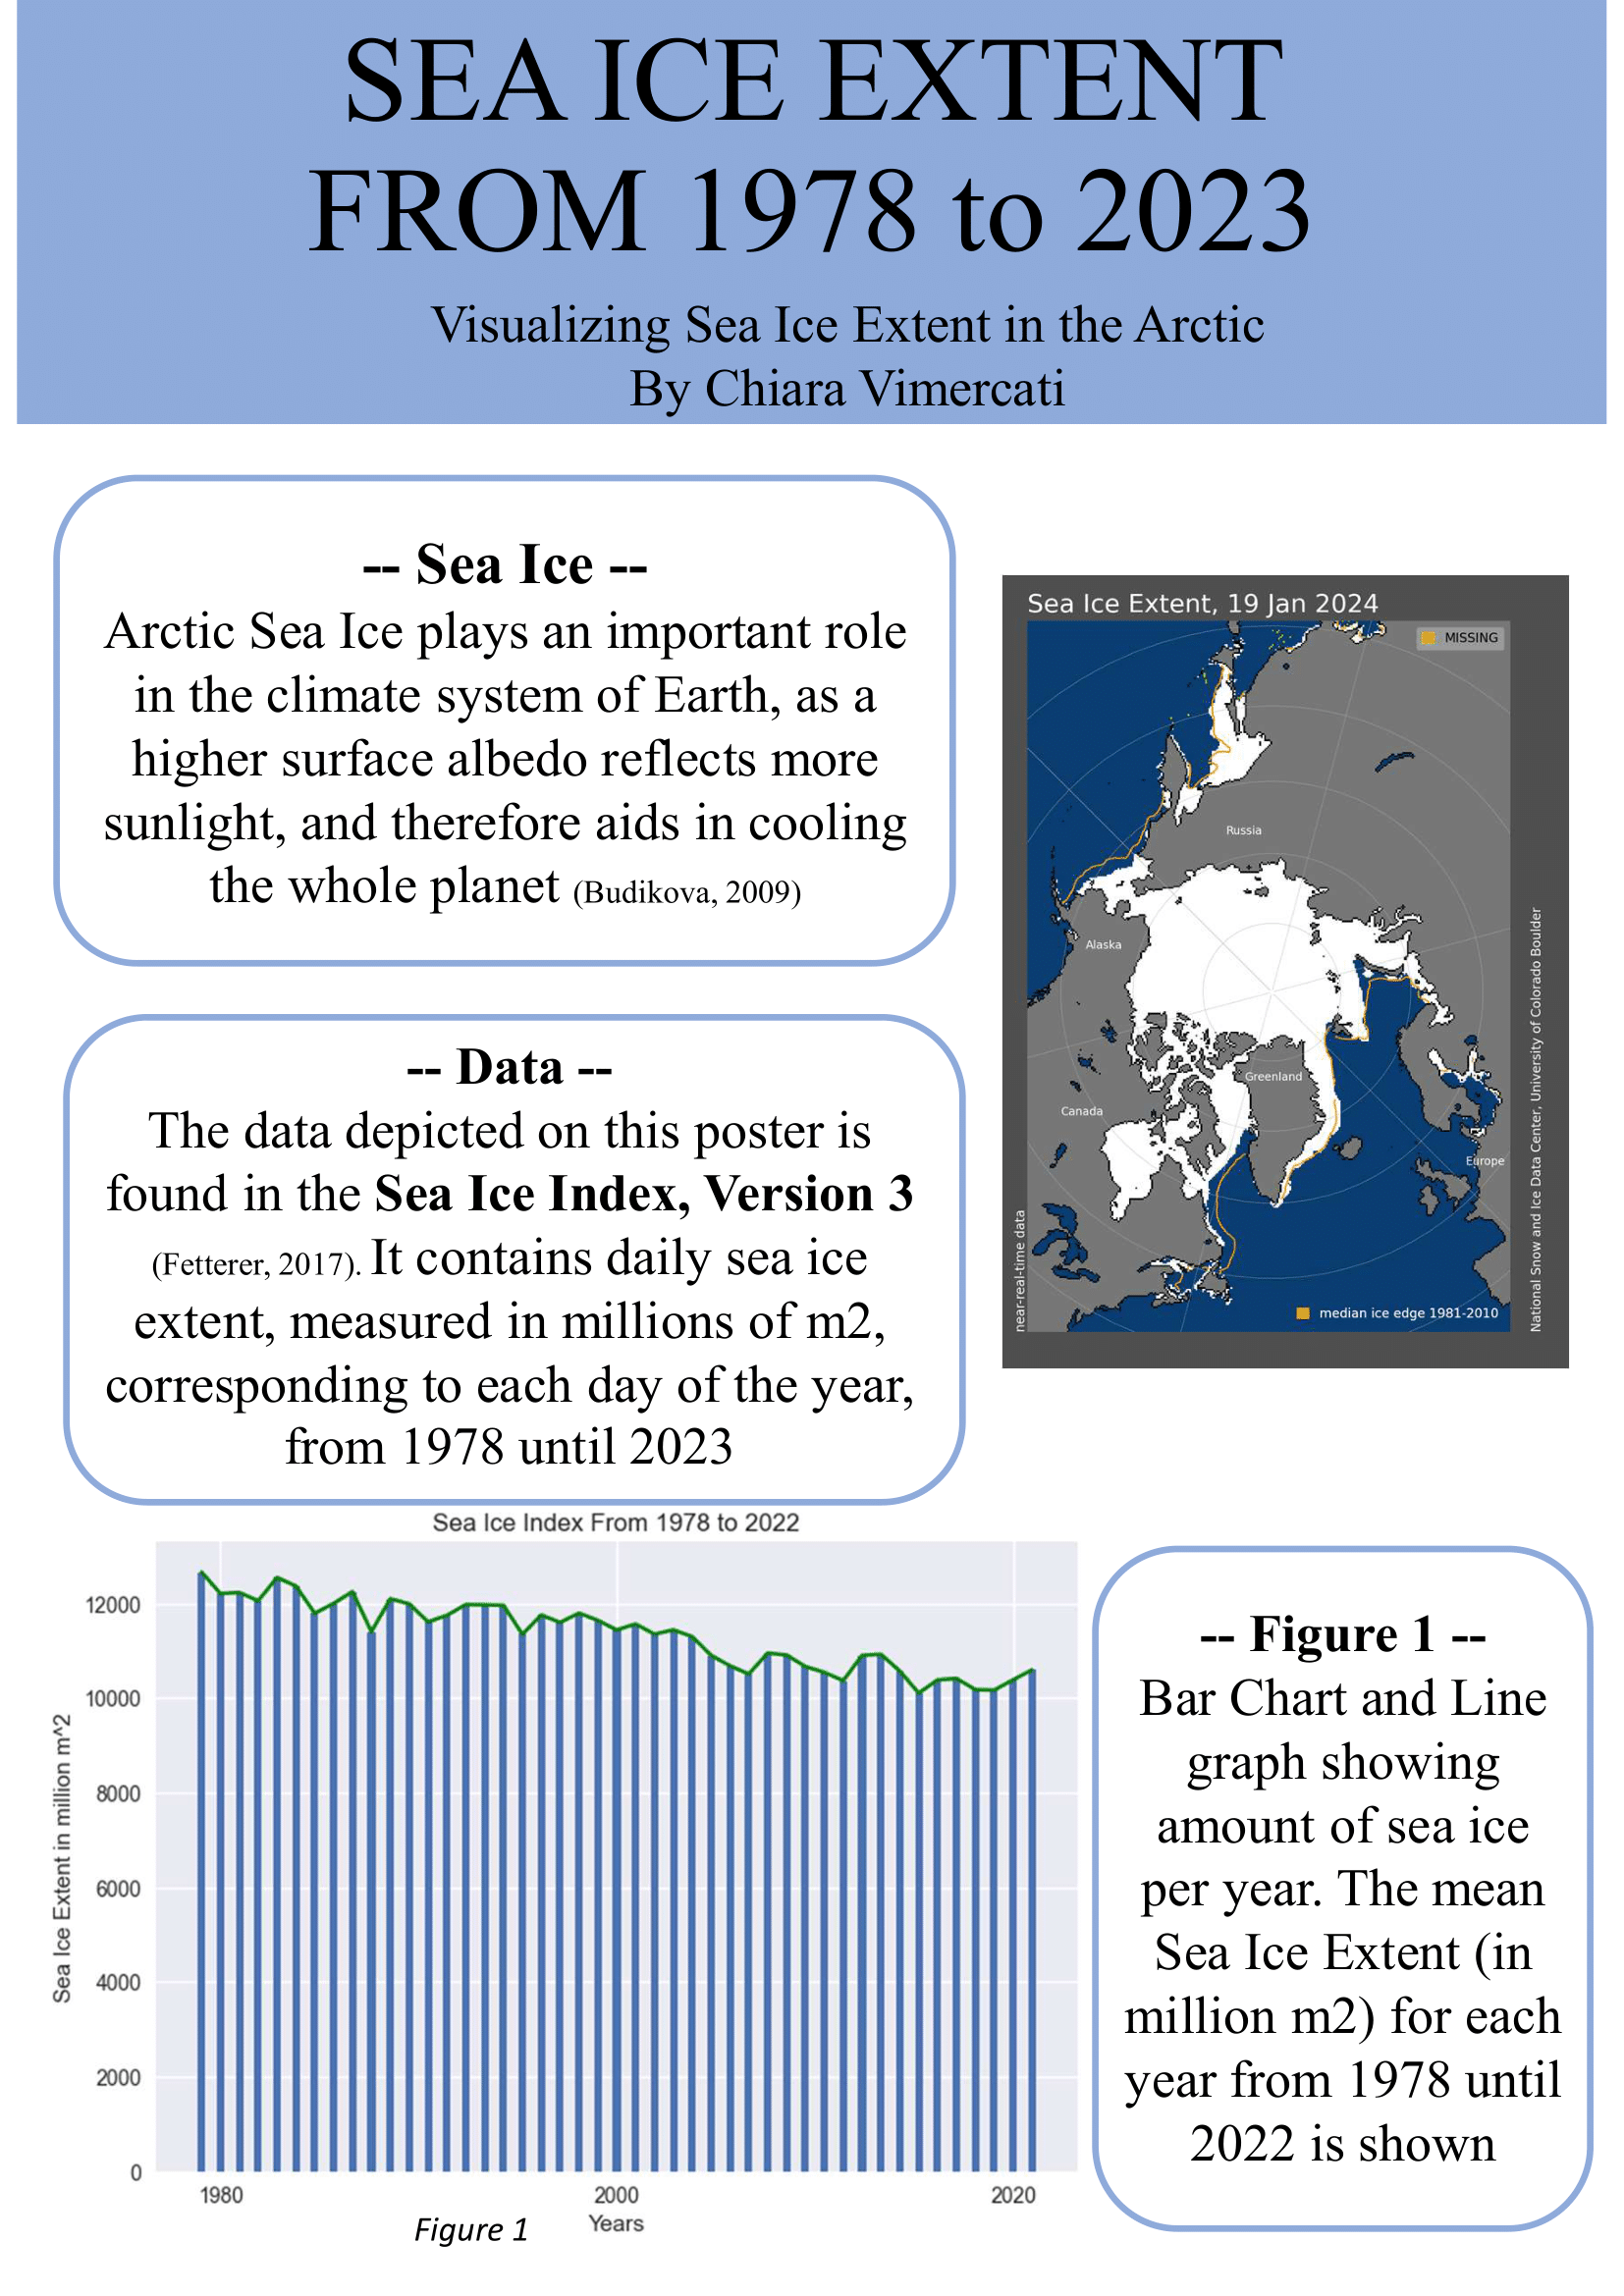 SEA ICE EXTENT
FROM 1978 to 2023
Visualizing Sea Ice Extent in the Arctic
By Chiara Vimercati
-- Sea Ice --
Arctic Sea Ice plays an important role
in the climate system of Earth, as a
higher surface albedo reflects more
sunlight, and therefore aids in cooling
the whole planet (Budikova, 2009)
Sea Ice Extent, 19 Jan 2024
MISSING
Russia
Alaska
Greenland
Canada
Europe
median ice edge 1981-2010
near-real-time data
National Snow and Ice Data Center, University of Colorado Boulder
-- Data --
The data depicted on this poster is
found in the Sea Ice Index, Version 3
(Fetterer, 2017). It contains daily sea ice
extent, measured in millions of m2,
corresponding to each day of the year,
from 1978 until 2023
Sea Ice Index From 1978 to 2022
Sea Ice Extent in million m^2
12000
10000
8000
6000
4000
2000
0
1980
2000
2020
Years
Figure 1
-- Figure 1 --
Bar Chart and Line
graph showing
amount of sea ice
per year. The mean
Sea Ice Extent (in
million m2) for each
year from 1978 until
2022 is shown